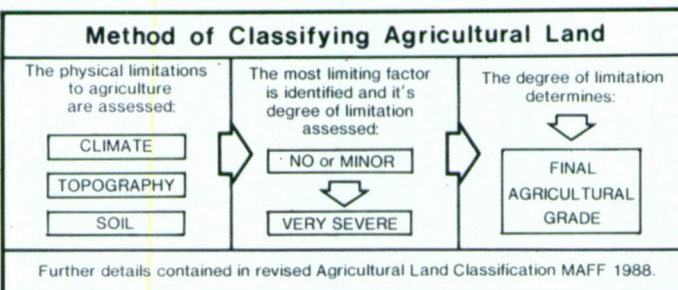 Method of Classifying Agricultural Land
The physical limitations
to agriculture
are assessed:
CLIMATE
TOPOGRAPHY
SOIL
The most limiting factor
is identified and it's
degree of limitation
assessed:
NO or MINOR
VERY SEVERE
The degree of limitation
determines:
FINAL
AGRICULTURAL
GRADE
Further details contained in revised Agricultural Land Classification MAFF 1988.